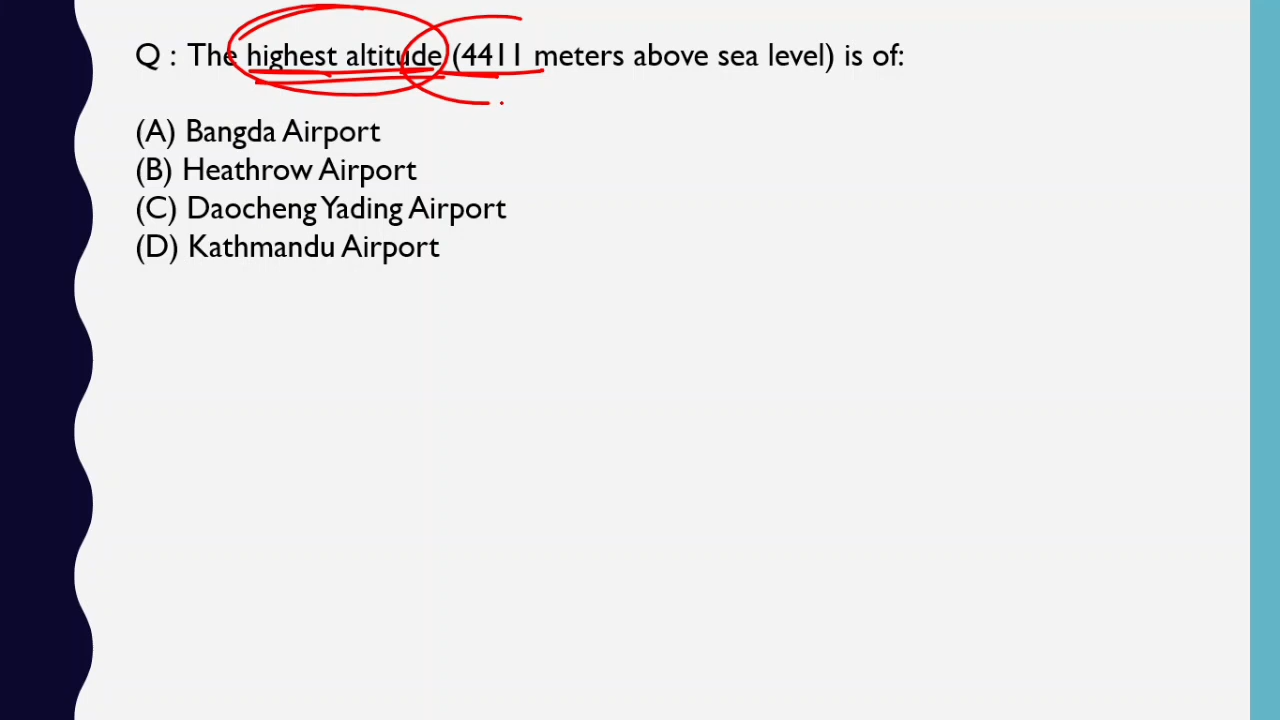 Q : The highest altitude (4411 meters above sea level) is of:
(A) Bangda Airport
(B) Heathrow Airport
(C) Daocheng Yading Airport
(D) Kathmandu Airport